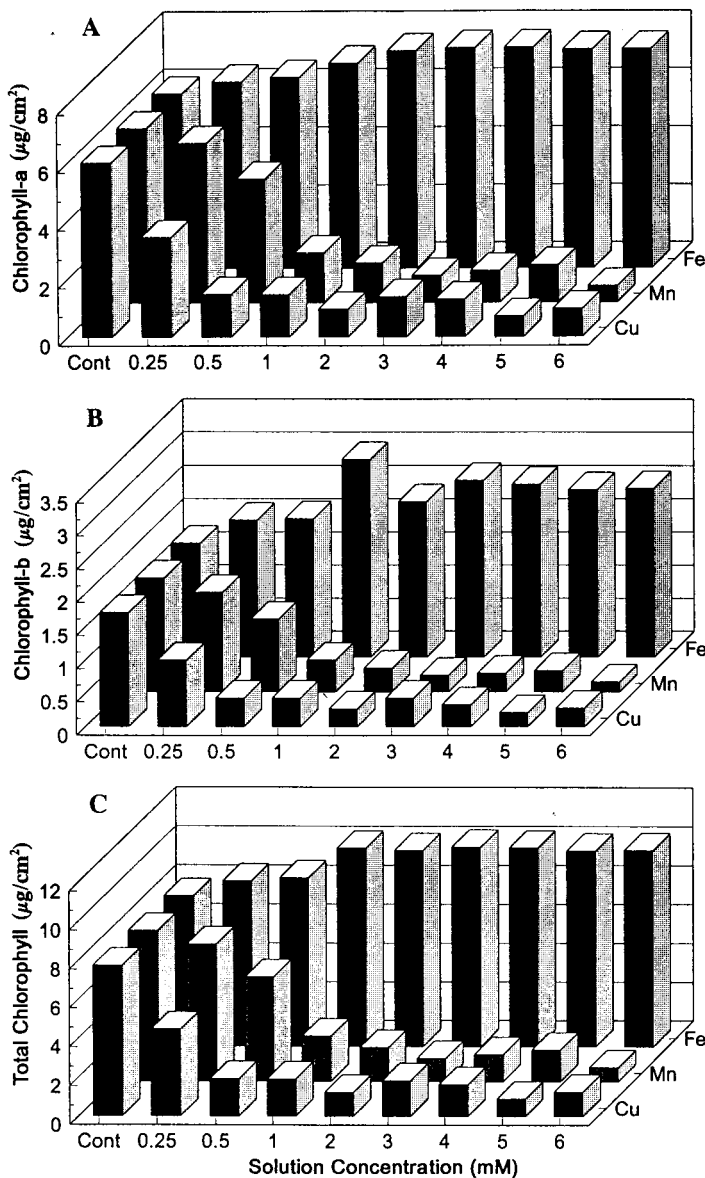 A
Chlorophyll-a (μg/cm²)
8
6
4
2
0
Cont 0.25 0.5 1 2 3 4 5 6
Fe
Mn
Cu
B
Chlorophyll-b (μg/cm²)
3.5
3
2.5
2
1.5
1
0.5
0
Cont 0.25 0.5 1 2 3 4 5 6
Fe
Mn
Cu
C
Total Chlorophyll (μg/cm²)
12
10
8
6
4
2
0
Cont 0.25 0.5 1 2 3 4 5 6
Fe
Mn
Cu
Solution Concentration (mM)